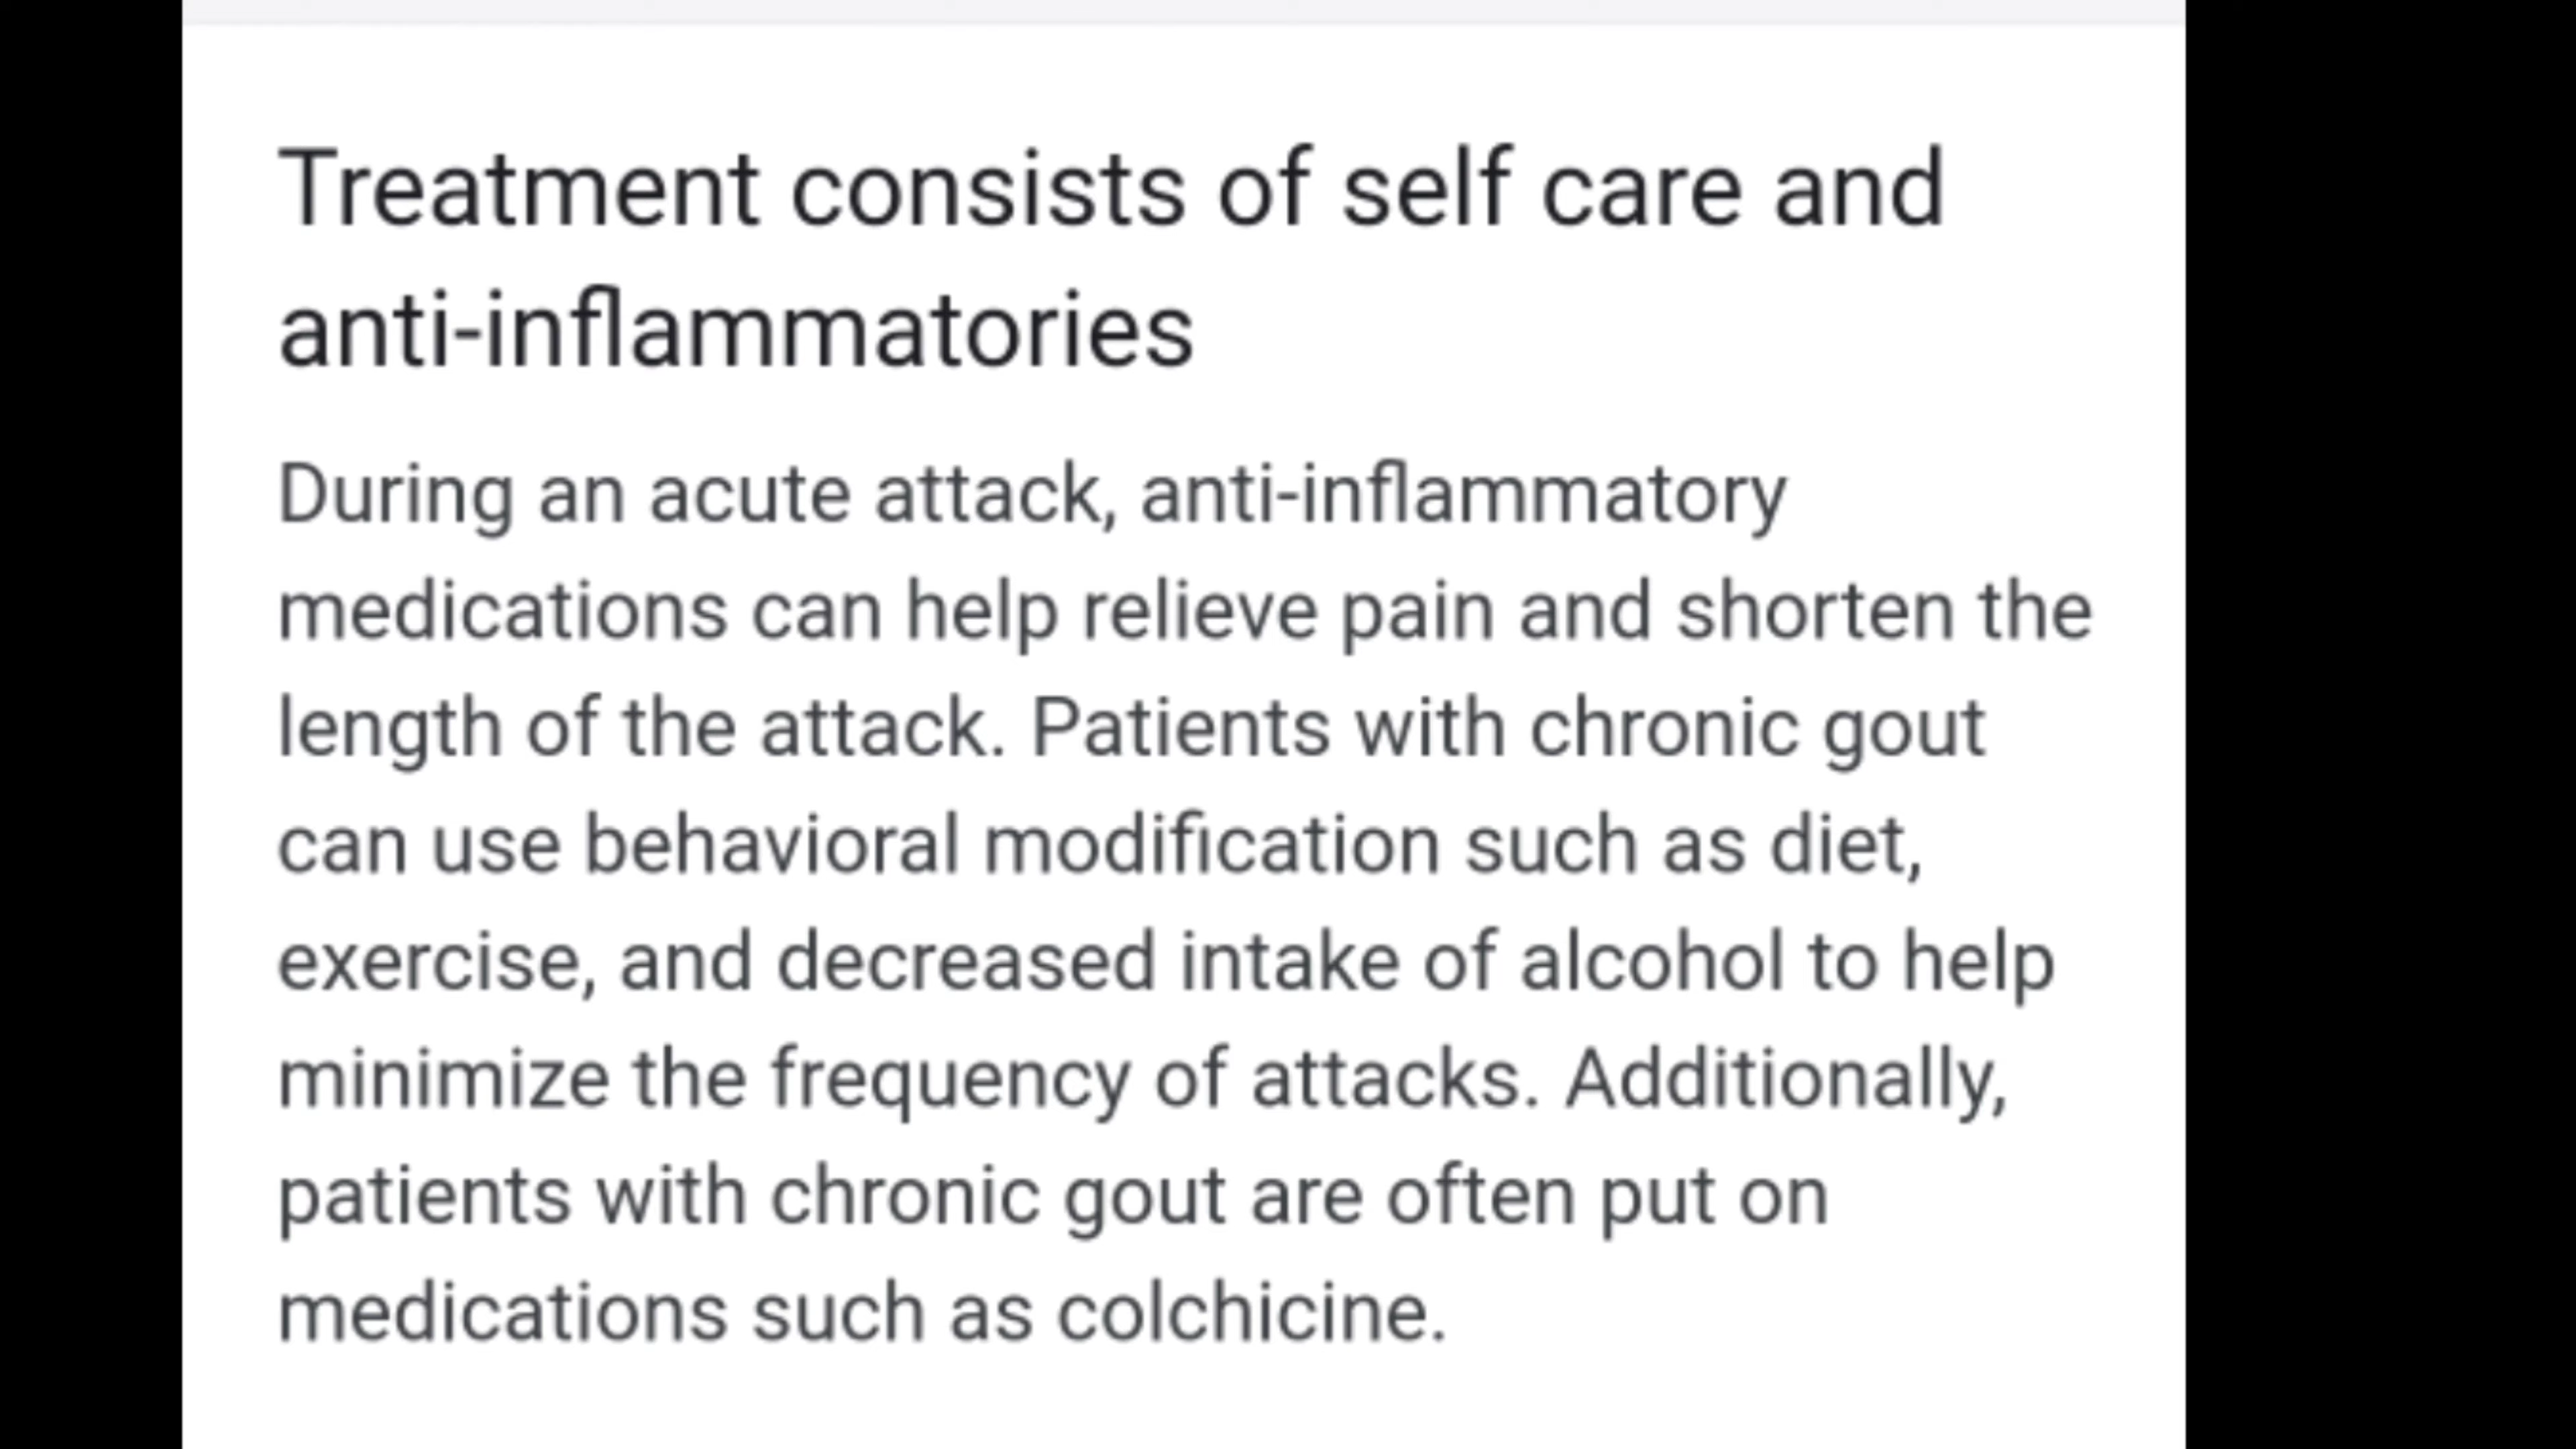 Treatment consists of self care and
anti-inflammatories
During an acute attack, anti-inflammatory
medications can help relieve pain and shorten the
length of the attack. Patients with chronic gout
can use behavioral modification such as diet,
exercise, and decreased intake of alcohol to help
minimize the frequency of attacks. Additionally,
patients with chronic gout are often put on
medications such as colchicine.